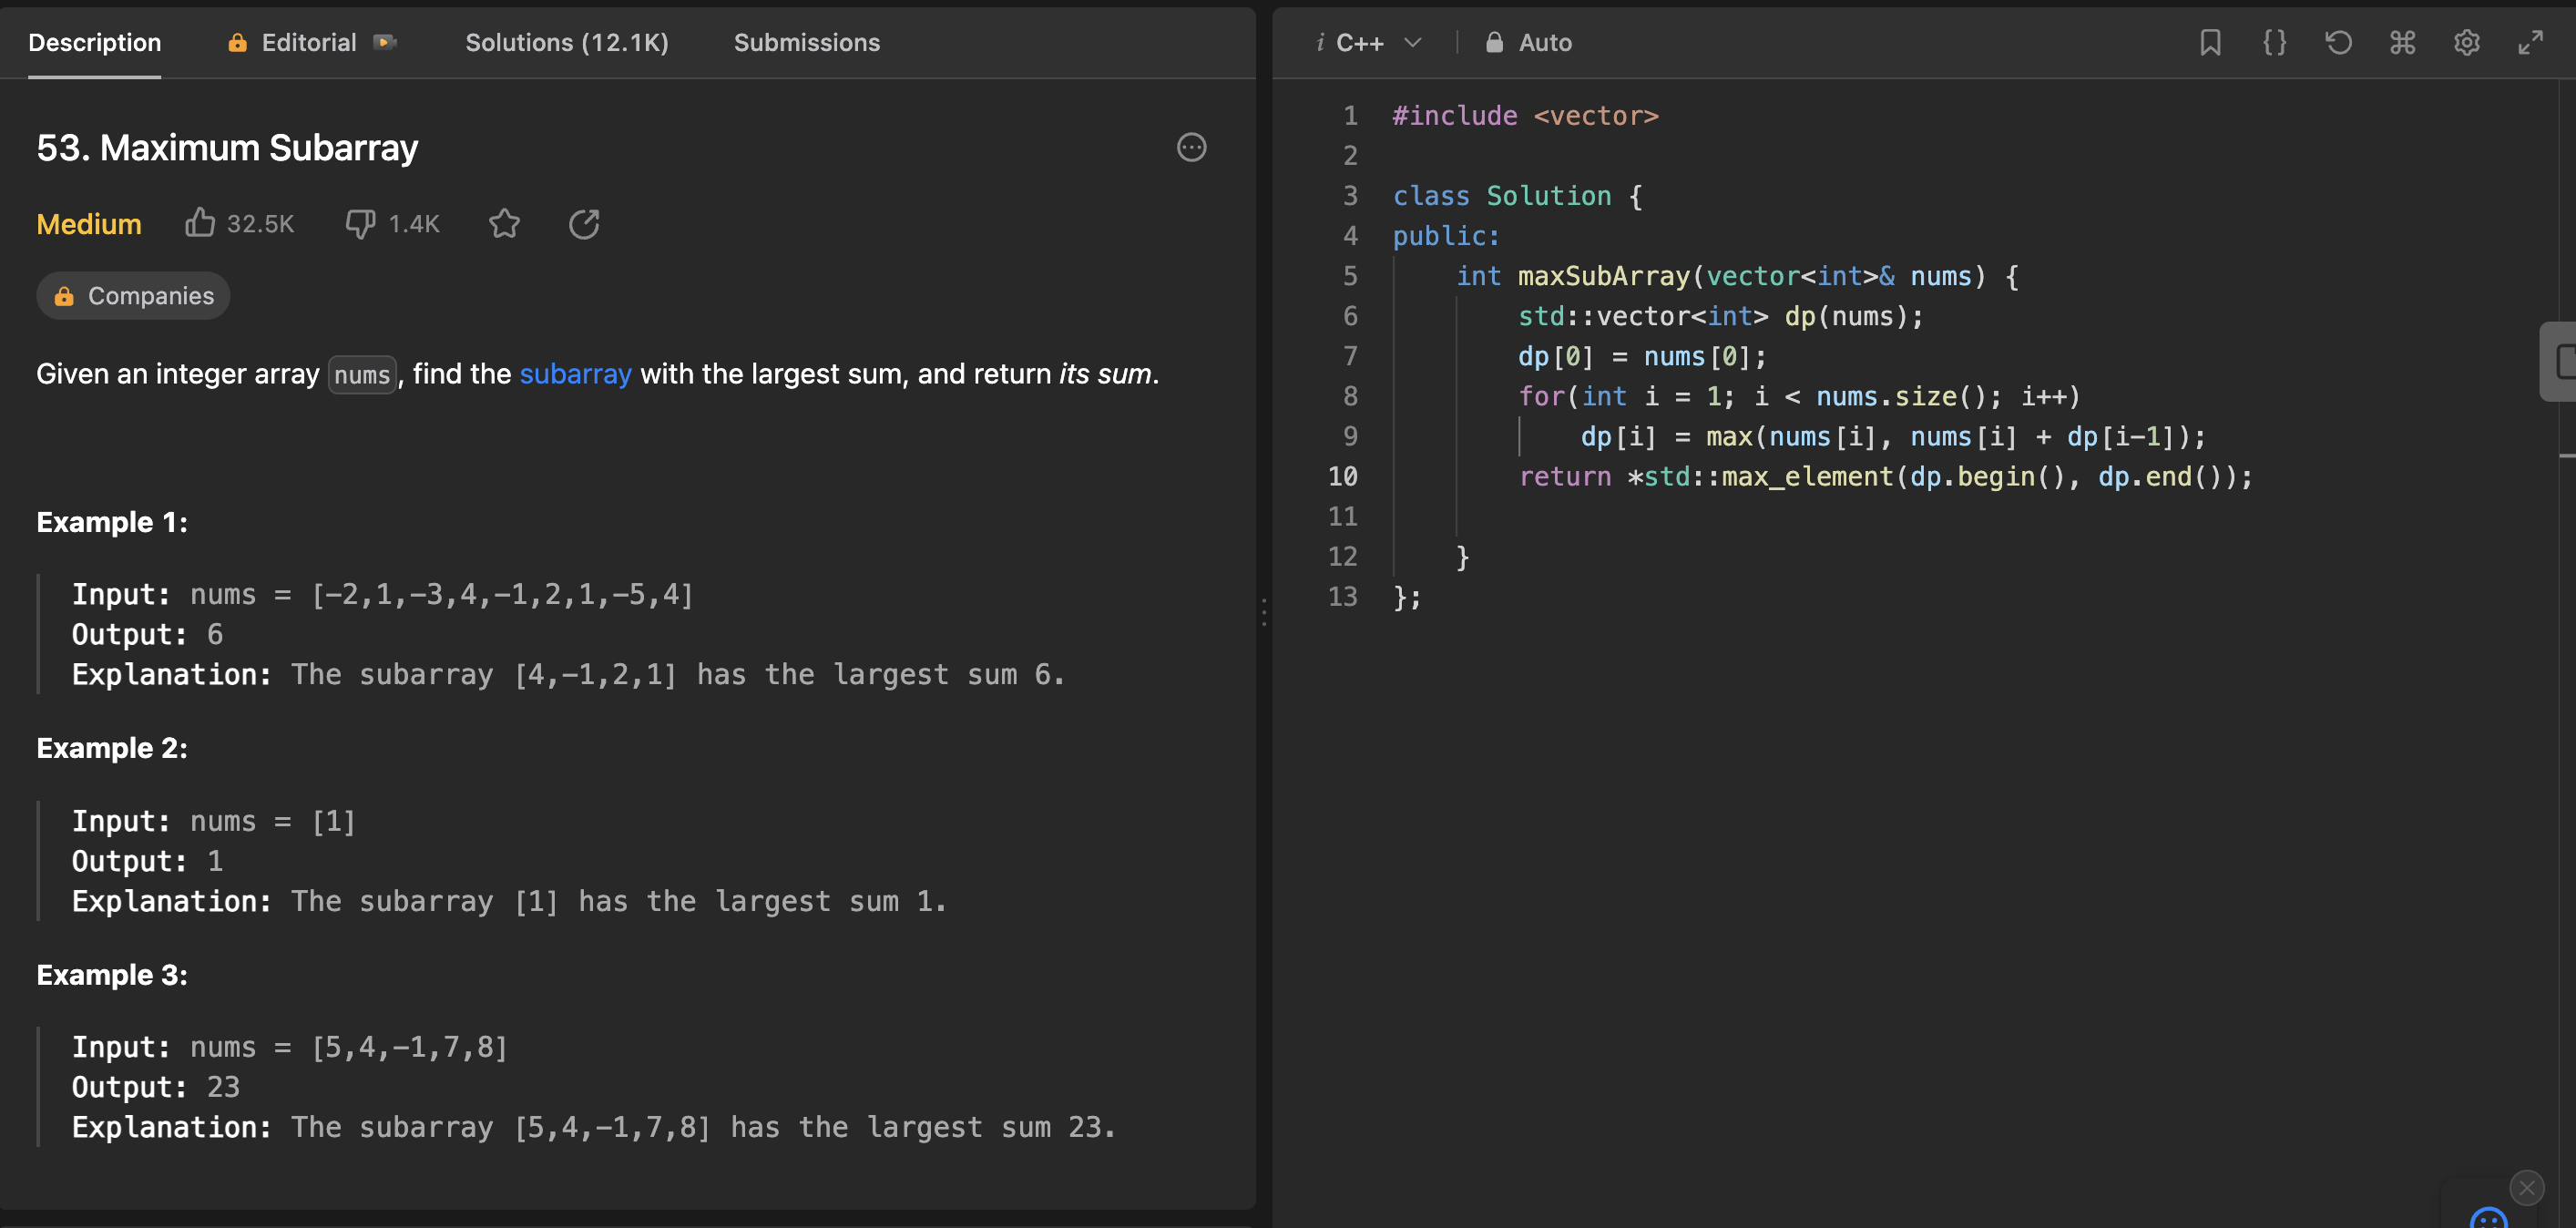 Description Editorial Solutions (12.1K) Submissions
53. Maximum Subarray
Medium 32.5K 1.4K
Companies
Given an integer array nums, find the subarray with the largest sum, and return its sum.
Example 1:
Input: nums = [-2,1,-3,4,-1,2,1,-5,4]
Output: 6
Explanation: The subarray [4,-1,2,1] has the largest sum 6.
Example 2:
Input: nums = [1]
Output: 1
Explanation: The subarray [1] has the largest sum 1.
Example 3:
Input: nums = [5,4,-1,7,8]
Output: 23
Explanation: The subarray [5,4,-1,7,8] has the largest sum 23.
i C++ Auto
1 #include <vector>
2
3 class Solution {
4 public:
5     int maxSubArray(vector<int>& nums) {
6         std::vector<int> dp(nums);
7         dp[0] = nums[0];
8         for(int i = 1; i < nums.size(); i++)
9             dp[i] = max(nums[i], nums[i] + dp[i-1]);
10         return *std::max_element(dp.begin(), dp.end());
11
12     }
13 };